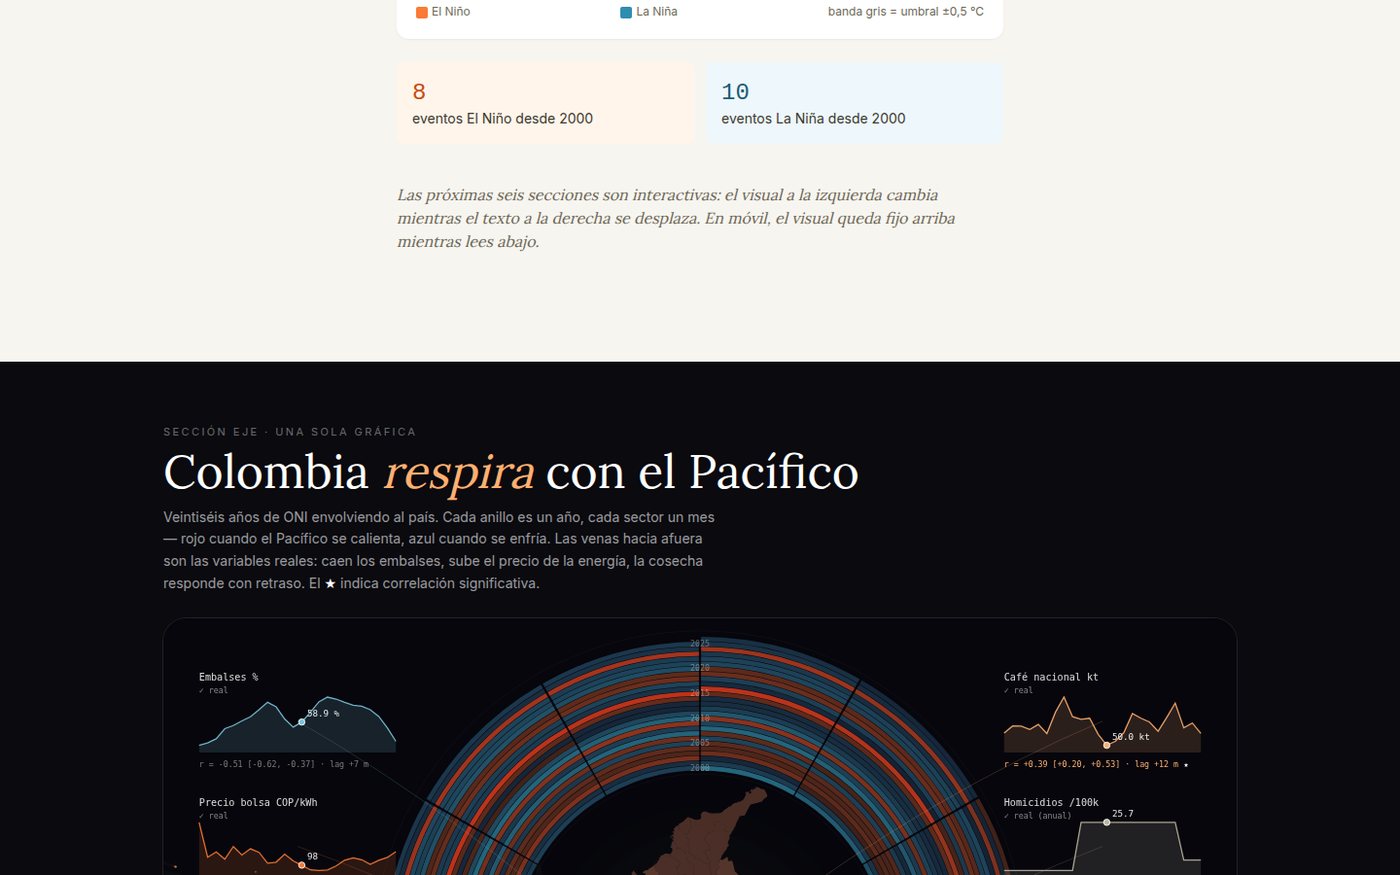 El Niño
La Niña
banda gris = umbral ±0,5 °C
8
eventos El Niño desde 2000
10
eventos La Niña desde 2000
Las próximas seis secciones son interactivas: el visual a la izquierda cambia
mientras el texto a la derecha se desplaza. En móvil, el visual queda fijo arriba
mientras lees abajo.
SECCIÓN EJE · UNA SOLA GRÁFICA
Colombia respira con el Pacífico
Veintiséis años de ONI envolviendo al país. Cada anillo es un año, cada sector un mes
— rojo cuando el Pacífico se calienta, azul cuando se enfría. Las venas hacia afuera
son las variables reales: caen los embalses, sube el precio de la energía, la cosecha
responde con retraso. El ★ indica correlación significativa.
Embalses %
✓ real
58.9 %
r = -0.51 [-0.62, -0.37] · lag +7 m
Precio bolsa COP/kWh
✓ real
98
2025
2020
2015
2010
2005
2000
Café nacional kt
✓ real
50.0 kt
r = +0.39 [+0.20, +0.53] · lag +12 m ★
Homicidios /100k
✓ real (anual)
25.7